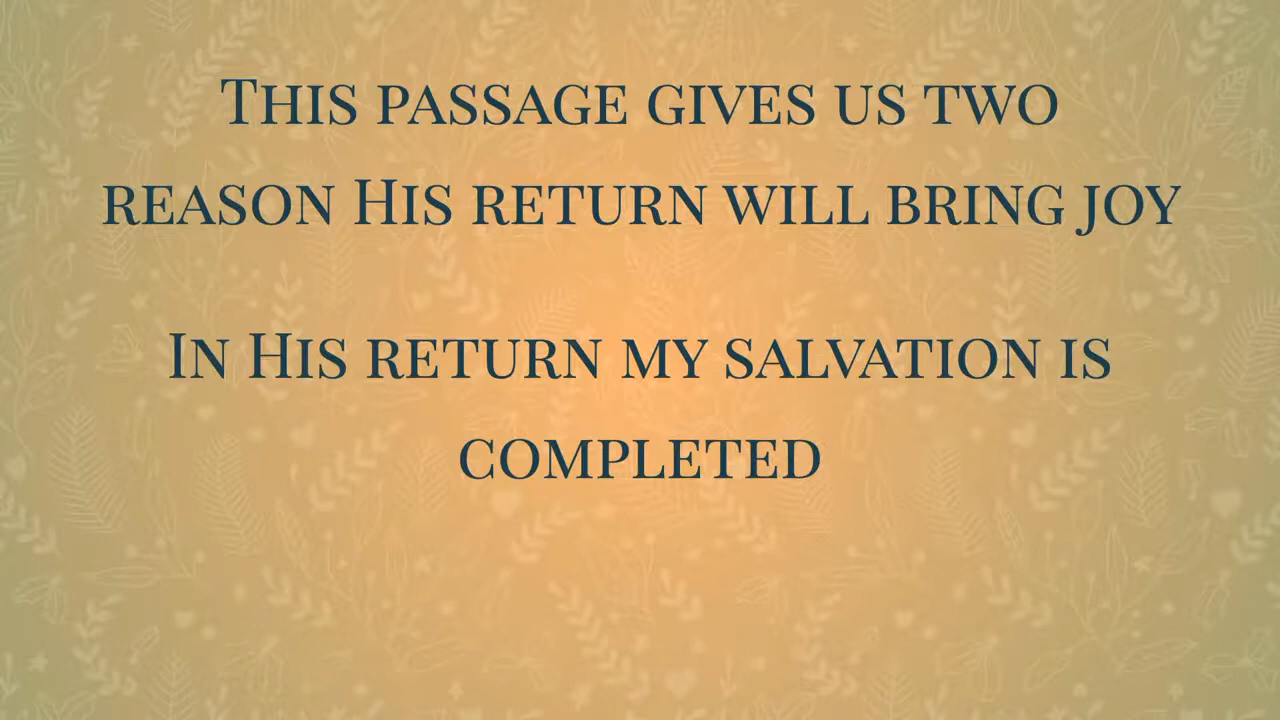 This passage gives us two
reason His return will bring joy
In His return my salvation is
completed